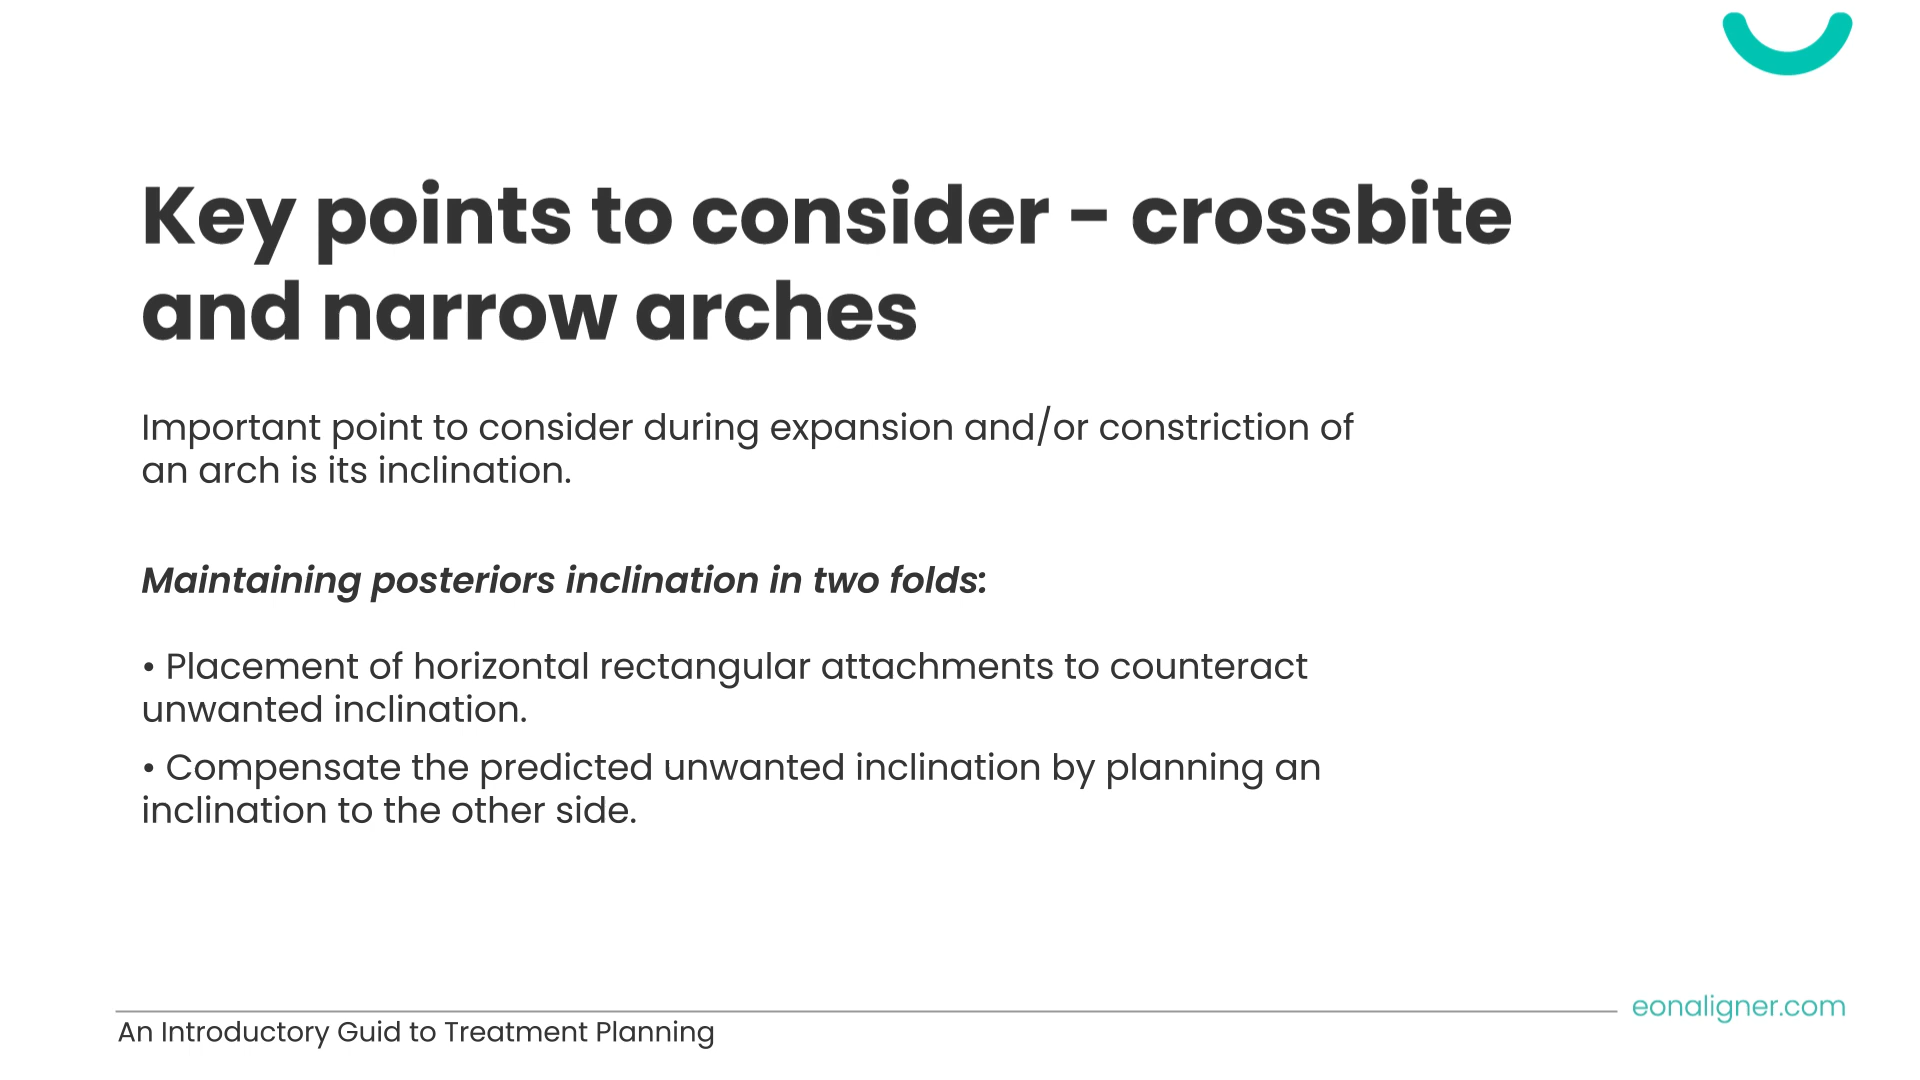 Key points to consider - crossbite
and narrow arches
Important point to consider during expansion and/or constriction of
an arch is its inclination.
Maintaining posteriors inclination in two folds:
• Placement of horizontal rectangular attachments to counteract
unwanted inclination.
• Compensate the predicted unwanted inclination by planning an
inclination to the other side.
eonaligner.com
An Introductory Guid to Treatment Planning